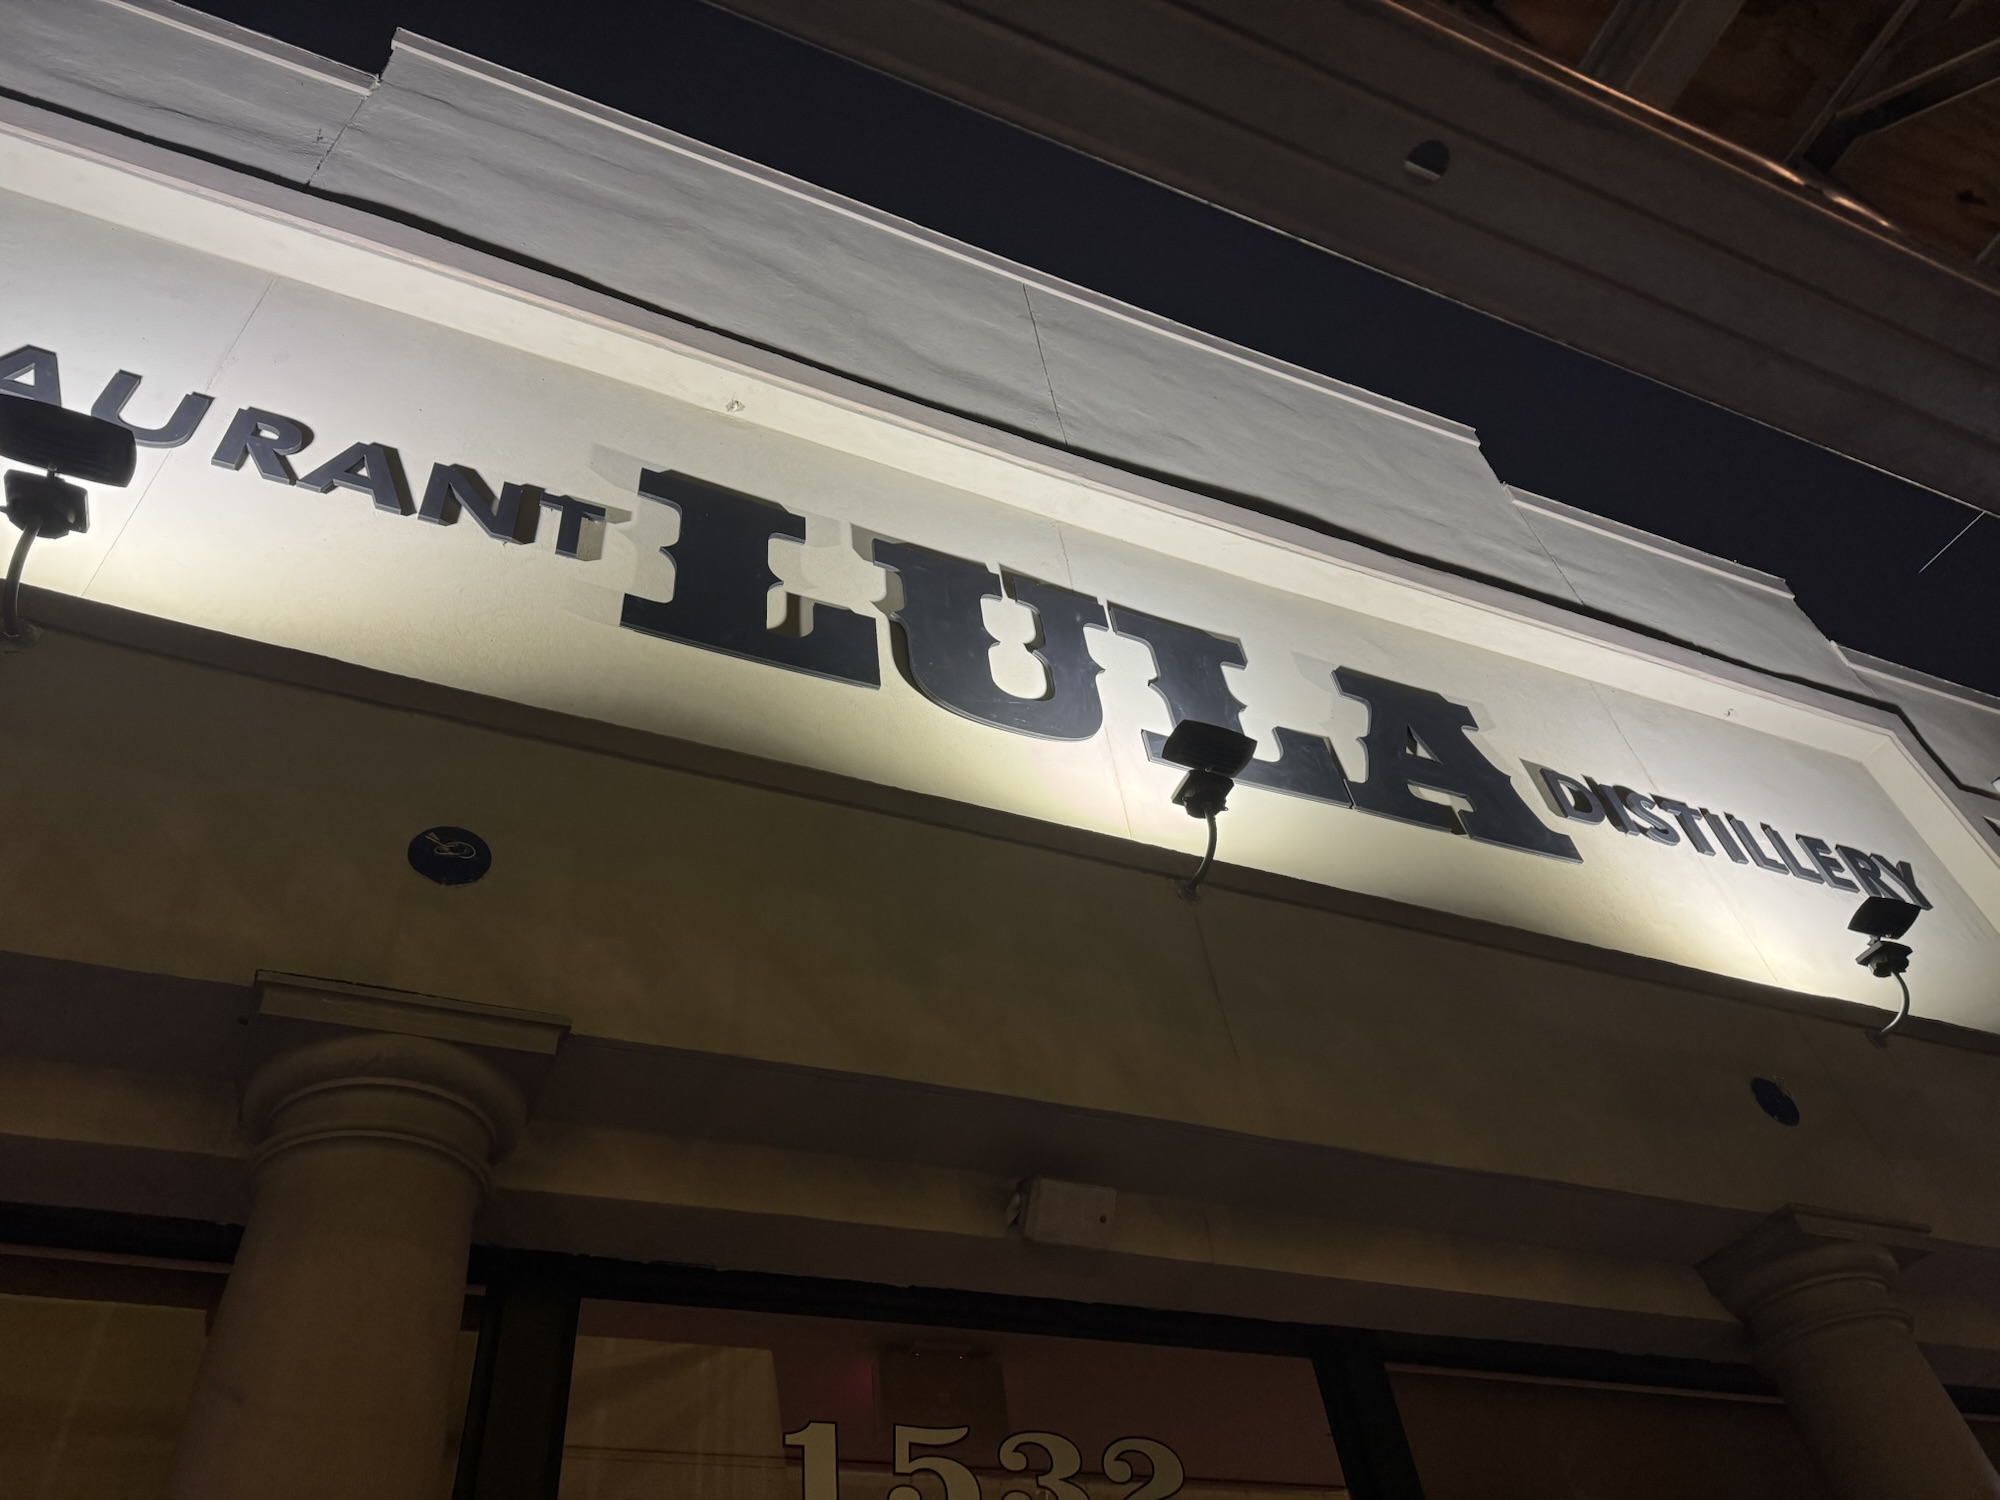 AURANT LULA DISTILLERY
1532